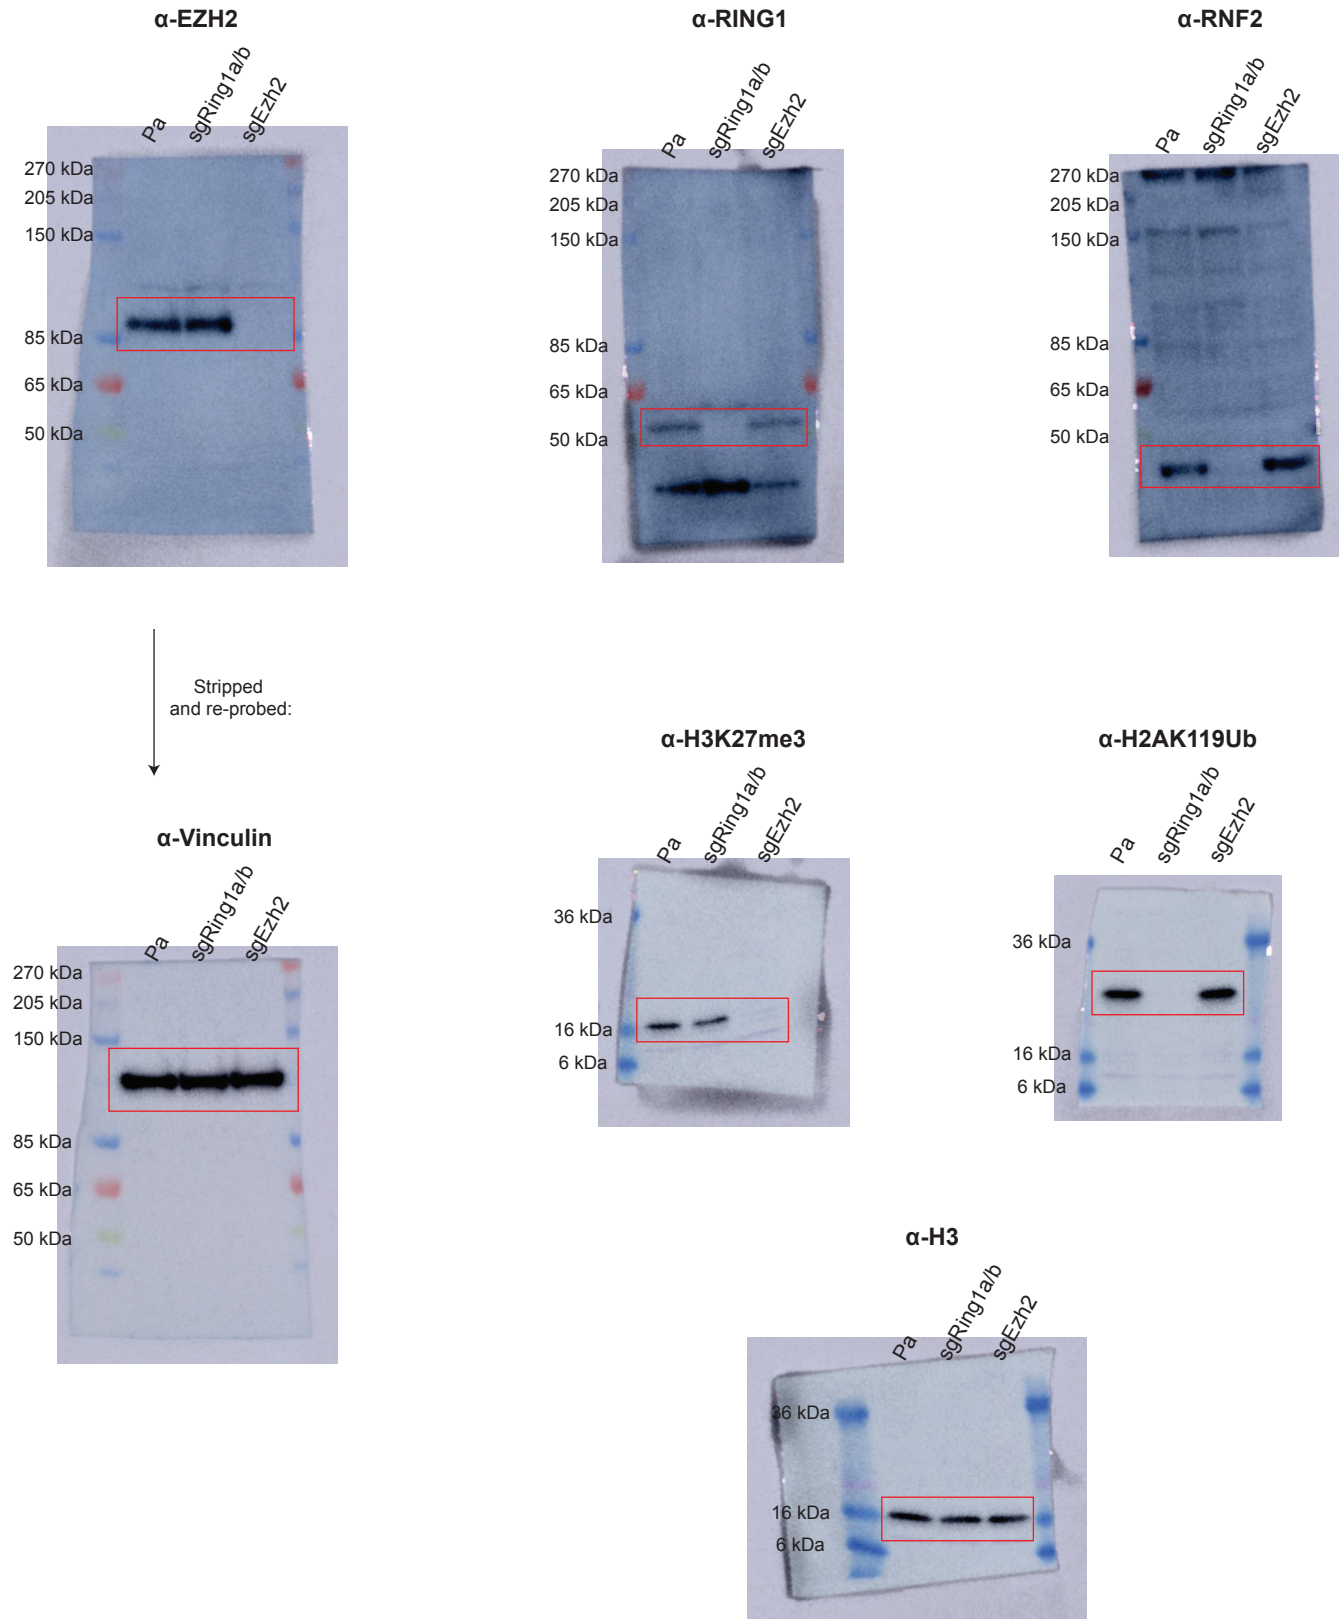 α-EZH2
Pa
sgRing1a/b
sgEzh2
270 kDa
205 kDa
150 kDa
85 kDa
65 kDa
50 kDa
α-RING1
Pa
sgRing1a/b
sgEzh2
270 kDa
205 kDa
150 kDa
85 kDa
65 kDa
50 kDa
α-RNF2
Pa
sgRing1a/b
sgEzh2
270 kDa
205 kDa
150 kDa
85 kDa
65 kDa
50 kDa
Stripped
and re-probed:
α-Vinculin
Pa
sgRing1a/b
sgEzh2
270 kDa
205 kDa
150 kDa
85 kDa
65 kDa
50 kDa
α-H3K27me3
Pa
sgRing1a/b
sgEzh2
36 kDa
16 kDa
6 kDa
α-H2AK119Ub
Pa
sgRing1a/b
sgEzh2
36 kDa
16 kDa
6 kDa
α-H3
Pa
sgRing1a/b
sgEzh2
36 kDa
16 kDa
6 kDa